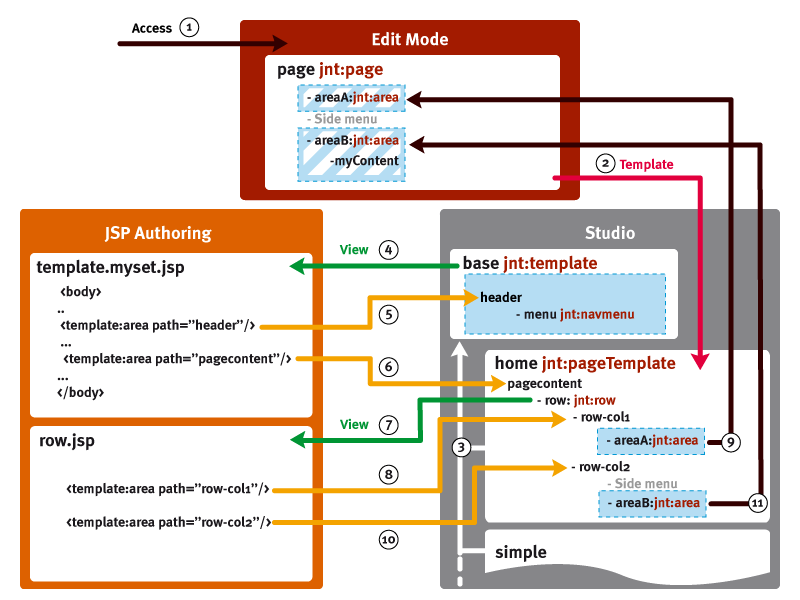 Access 1
Edit Mode
page jnt:page
- areaA:jnt:area
- Side menu
- areaB:jnt:area
-myContent
2 Template
JSP Authoring
template.myset.jsp
<body>
..
<template:area path="header"/>
...
<template:area path="pagecontent"/>
...
</body>
row.jsp
<template:area path="row-col1"/>
<template:area path="row-col2"/>
View 4
5
6
View 7
8
10
Studio
base jnt:template
header
- menu jnt:navmenu
home jnt:pageTemplate
pagecontent
- row: jnt:row
- row-col1
- areaA:jnt:area
9
3
- row-col2
- Side menu
- areaB:jnt:area
11
simple